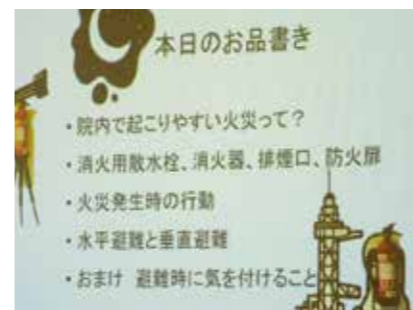 本日のお品書き
・院内で起こりやすい火災って？
・消火用散水栓、消火器、排煙口、防火扉
・火災発生時の行動
・水平避難と垂直避難
・おまけ 避難時に気を付けること